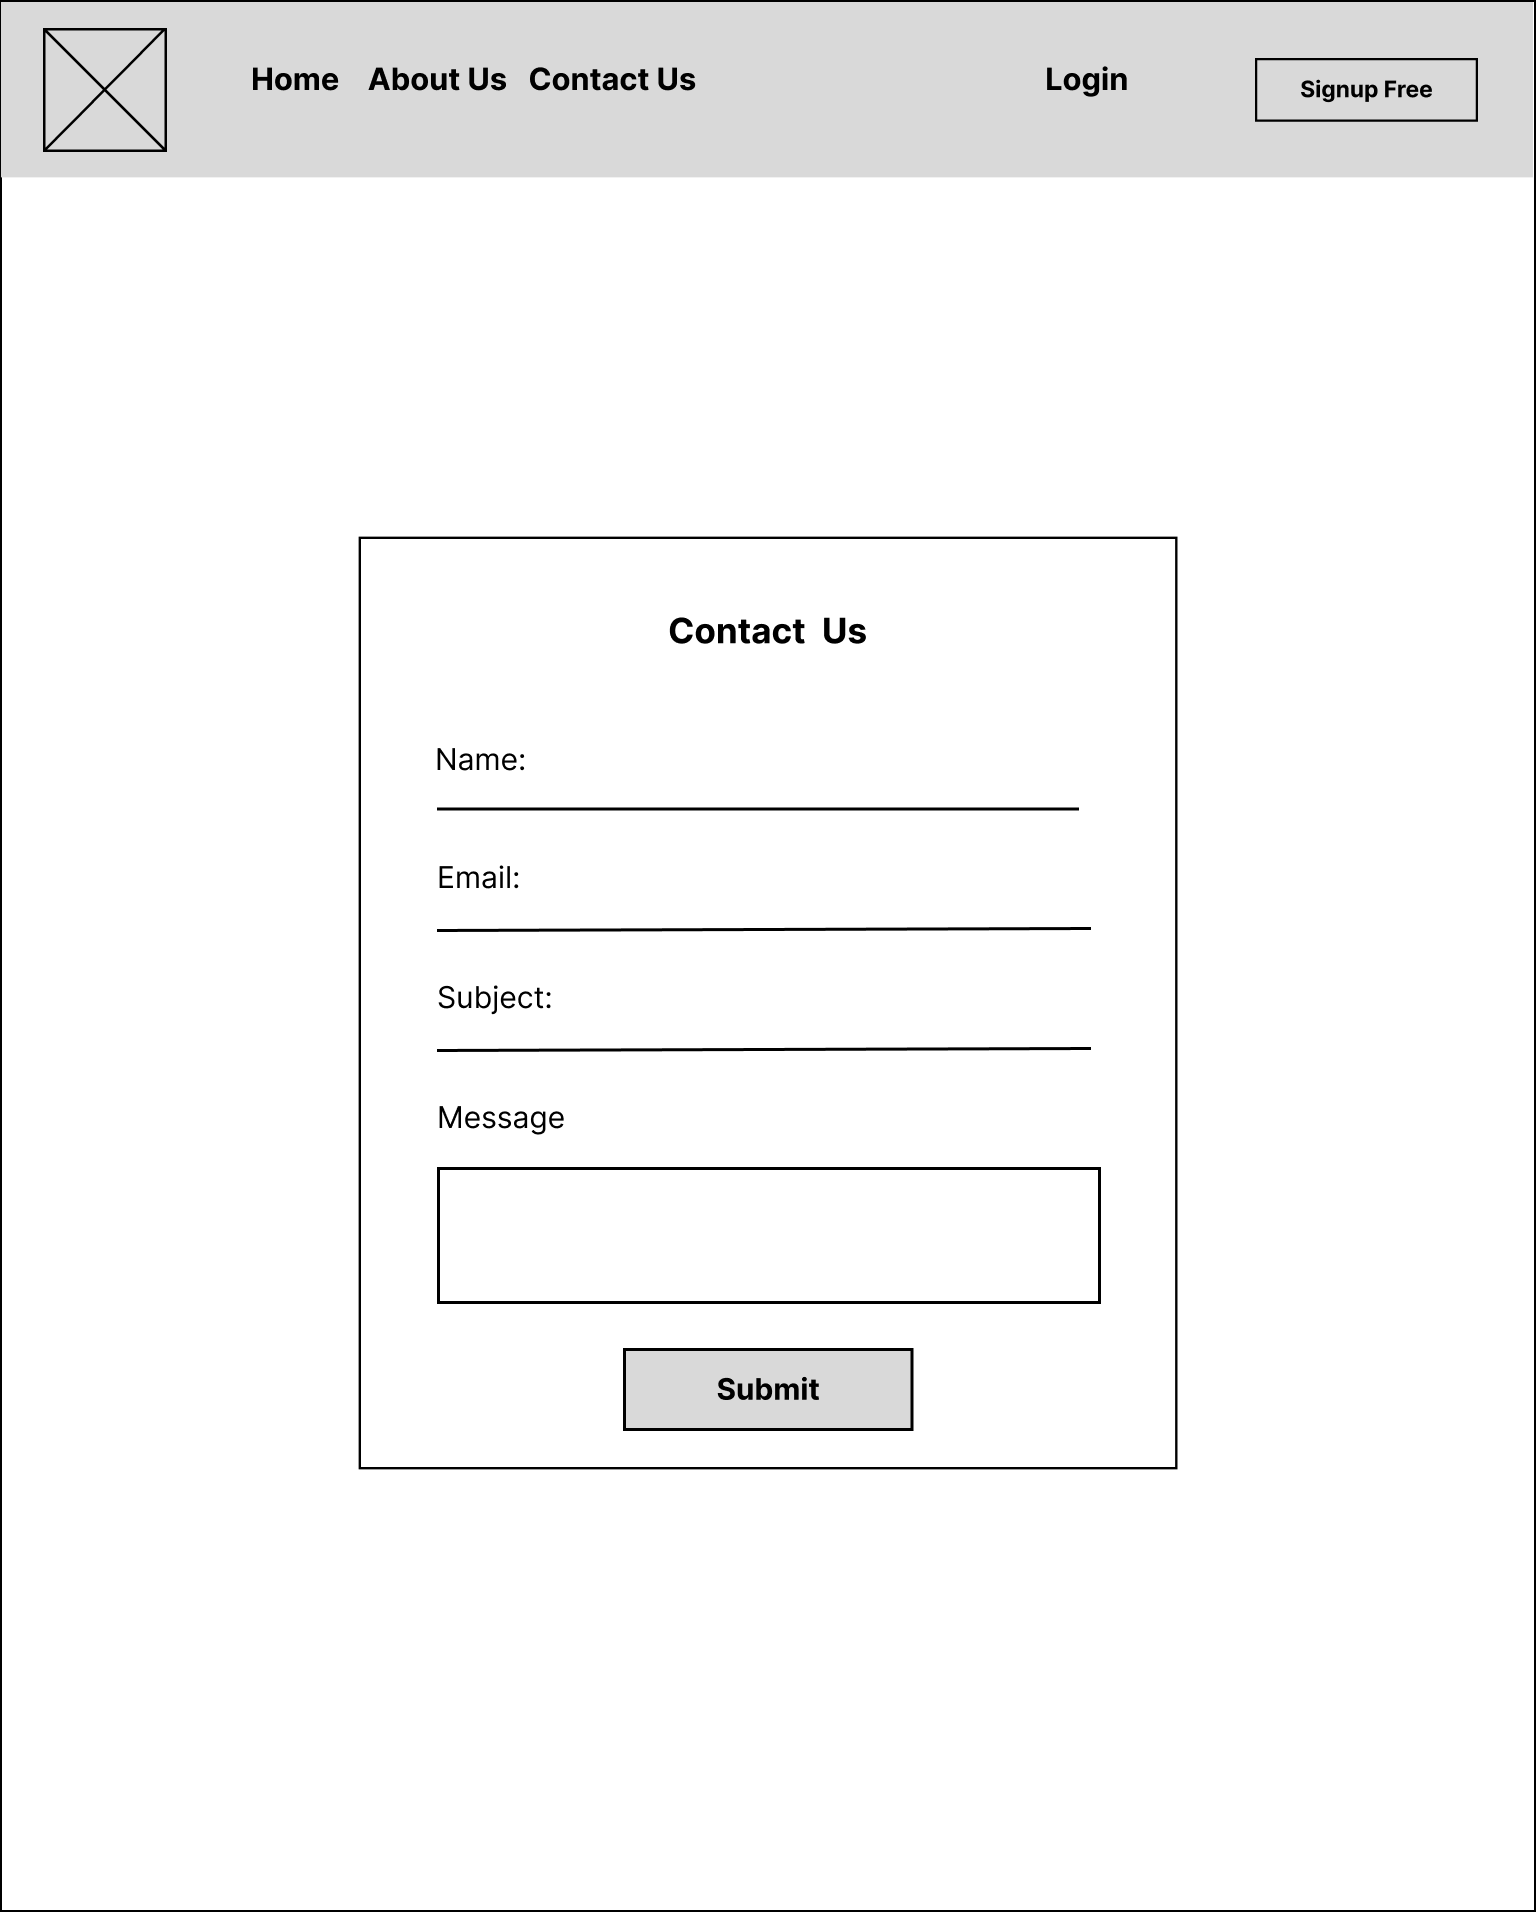 Home About Us Contact Us Login Signup Free
Contact Us
Name:
Email:
Subject:
Message
Submit